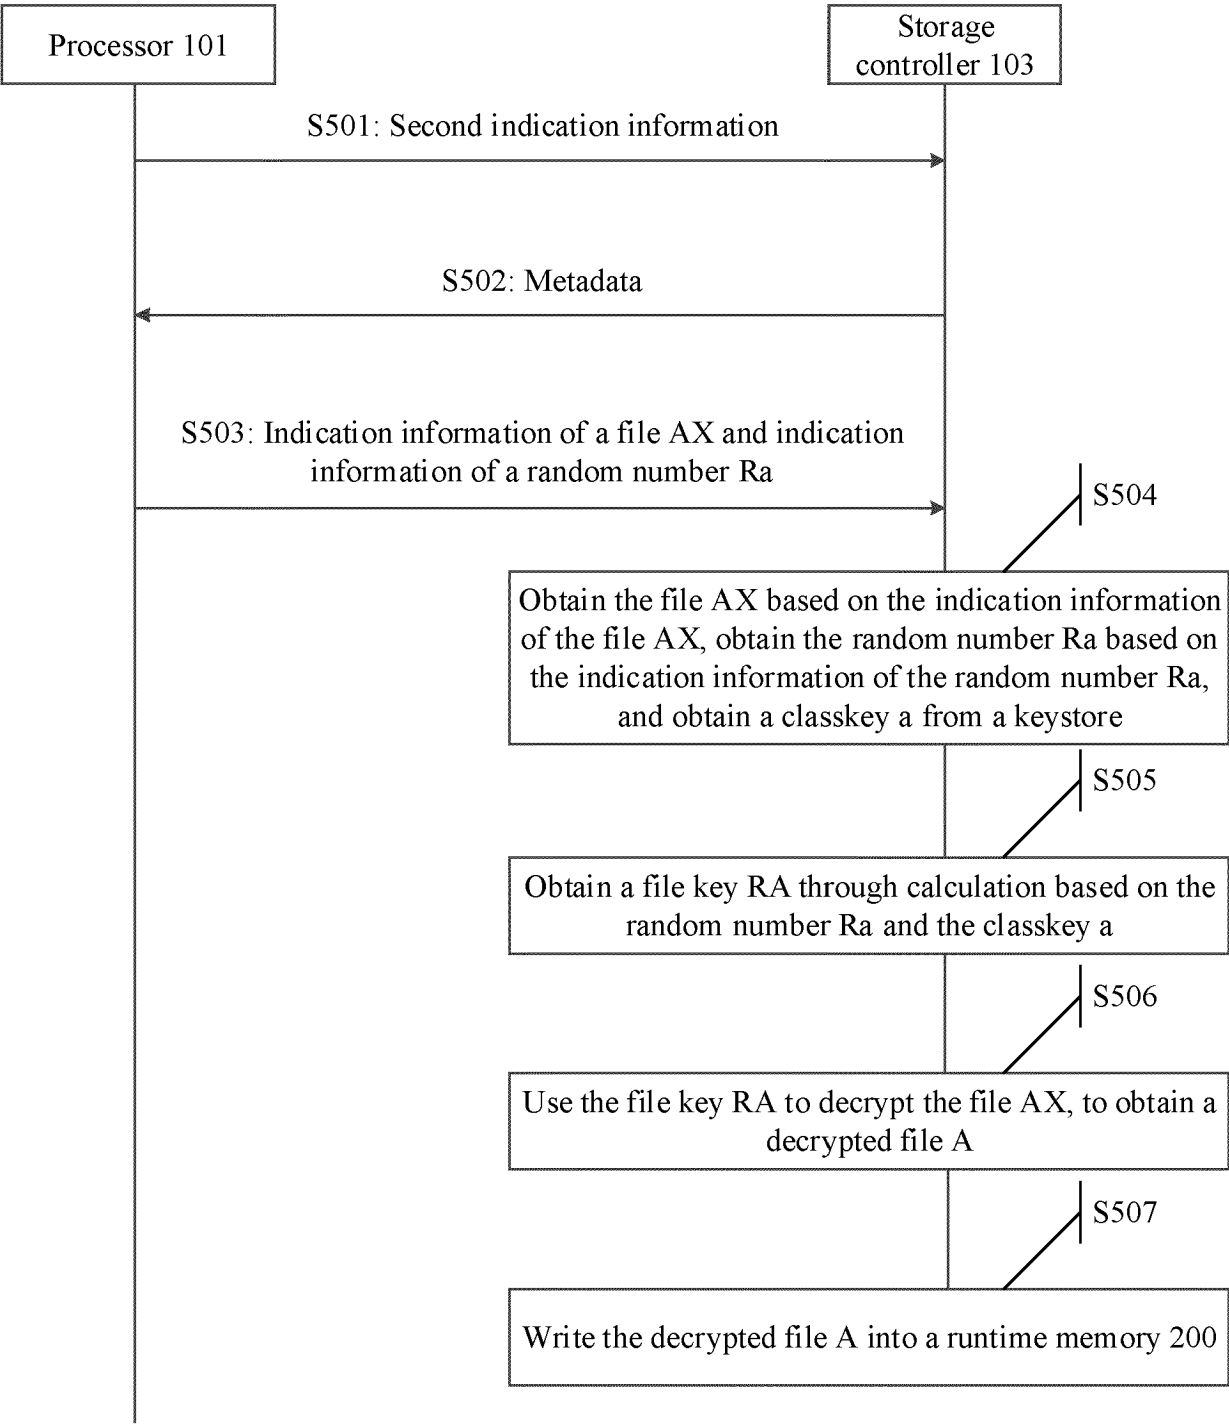 Processor 101
Storage
controller 103
S501: Second indication information
S502: Metadata
S503: Indication information of a file AX and indication
information of a random number Ra
S504
Obtain the file AX based on the indication information
of the file AX, obtain the random number Ra based on
the indication information of the random number Ra,
and obtain a classkey a from a keystore
S505
Obtain a file key RA through calculation based on the
random number Ra and the classkey a
S506
Use the file key RA to decrypt the file AX, to obtain a
decrypted file A
S507
Write the decrypted file A into a runtime memory 200